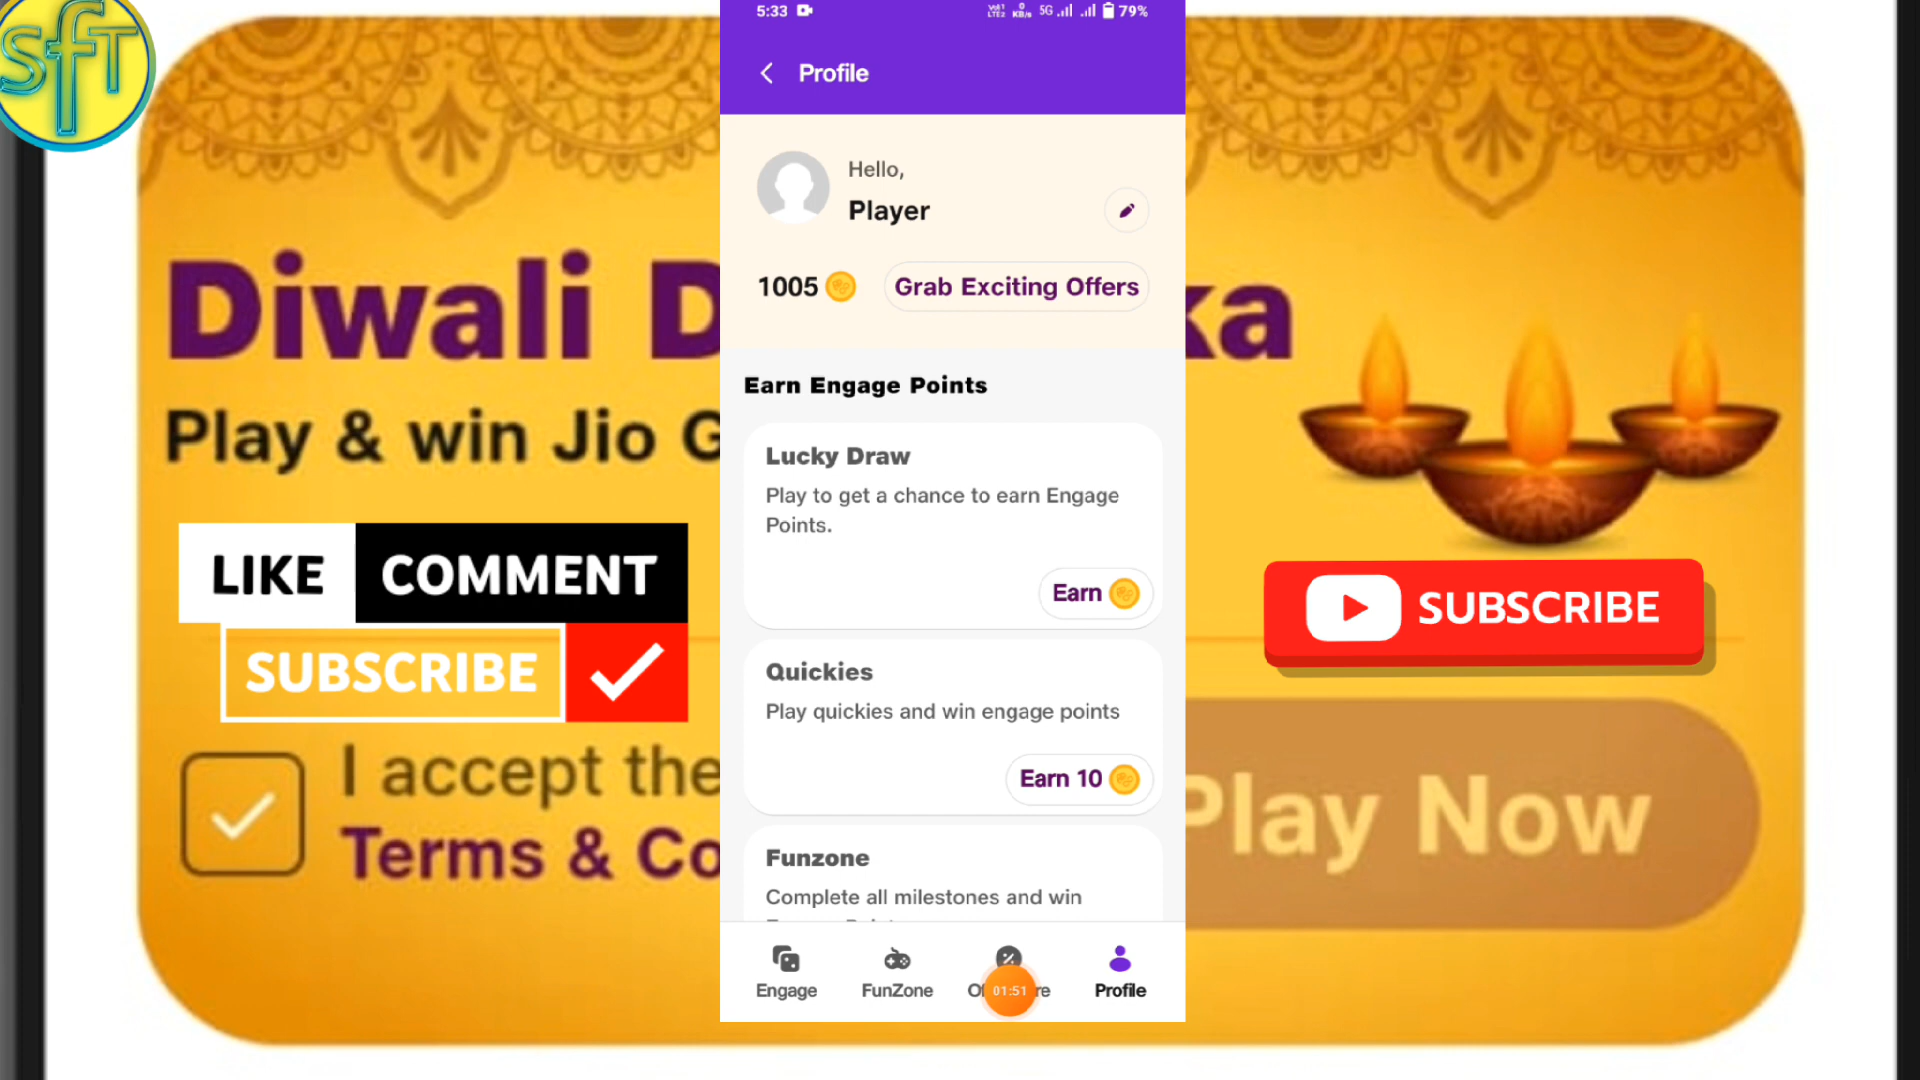 SfT
5:33
5G
79%
Profile
Hello,
Player
1005
Grab Exciting Offers
Earn Engage Points
Lucky Draw
Play to get a chance to earn Engage
Points.
Earn
Quickies
Play quickies and win engage points
Earn 10
Funzone
Complete all milestones and win
Engage
FunZone
01:51
Profile
Diwali
ka
Play & win Jio G
LIKE
COMMENT
SUBSCRIBE
SUBSCRIBE
I accept the
Terms & Co
Play Now